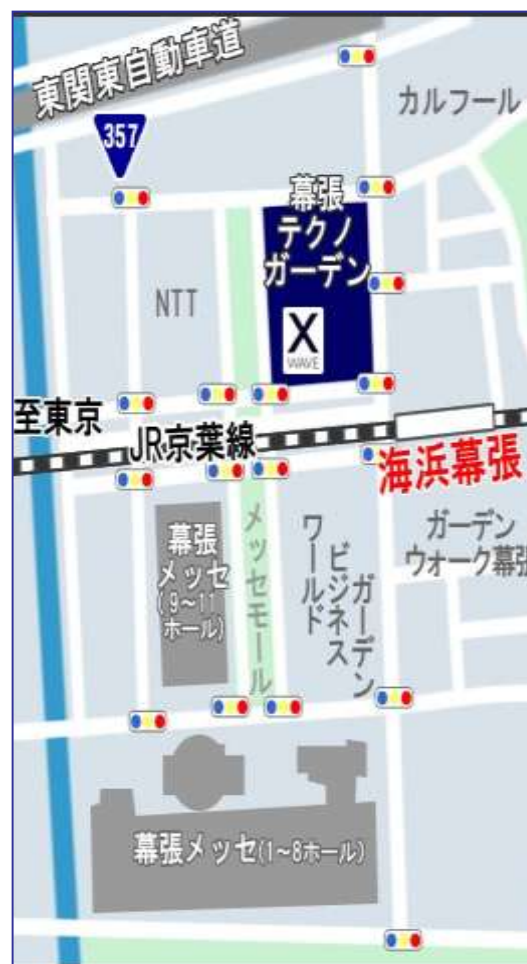 東関東自動車道
357
カルフール
幕張
テクノ
ガーデン
NTT
X
WAVE
至東京
JR京葉線
海浜幕張
幕張
メッセ
(9～11
ホール)
メッセモール
ワールド
ビジネス
ガーデン
ガーデン
ウォーク幕張
幕張メッセ(1～8ホール)